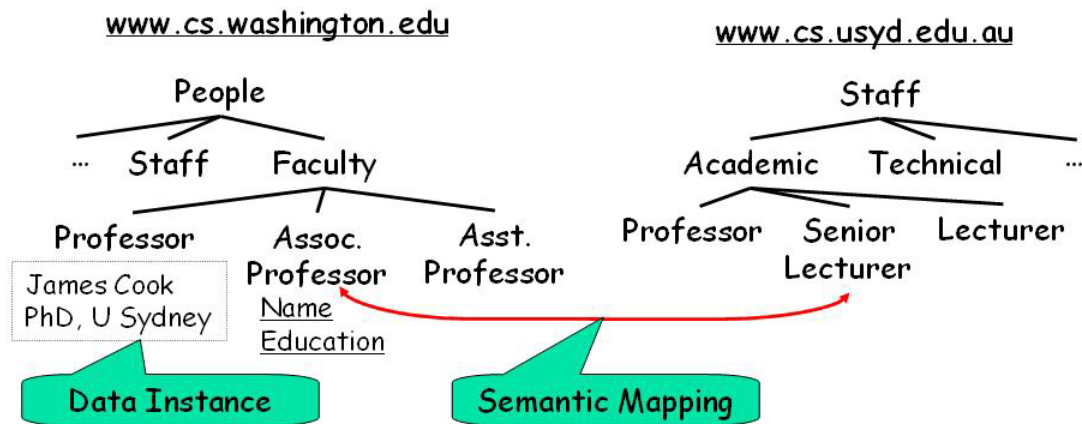 www.cs.washington.edu
www.cs.usyd.edu.au
People
Staff
... Staff Faculty
Academic Technical ...
Professor Assoc. Professor Asst. Professor
Professor Senior Lecturer Lecturer
James Cook
PhD, U Sydney
Name
Education
Data Instance
Semantic Mapping